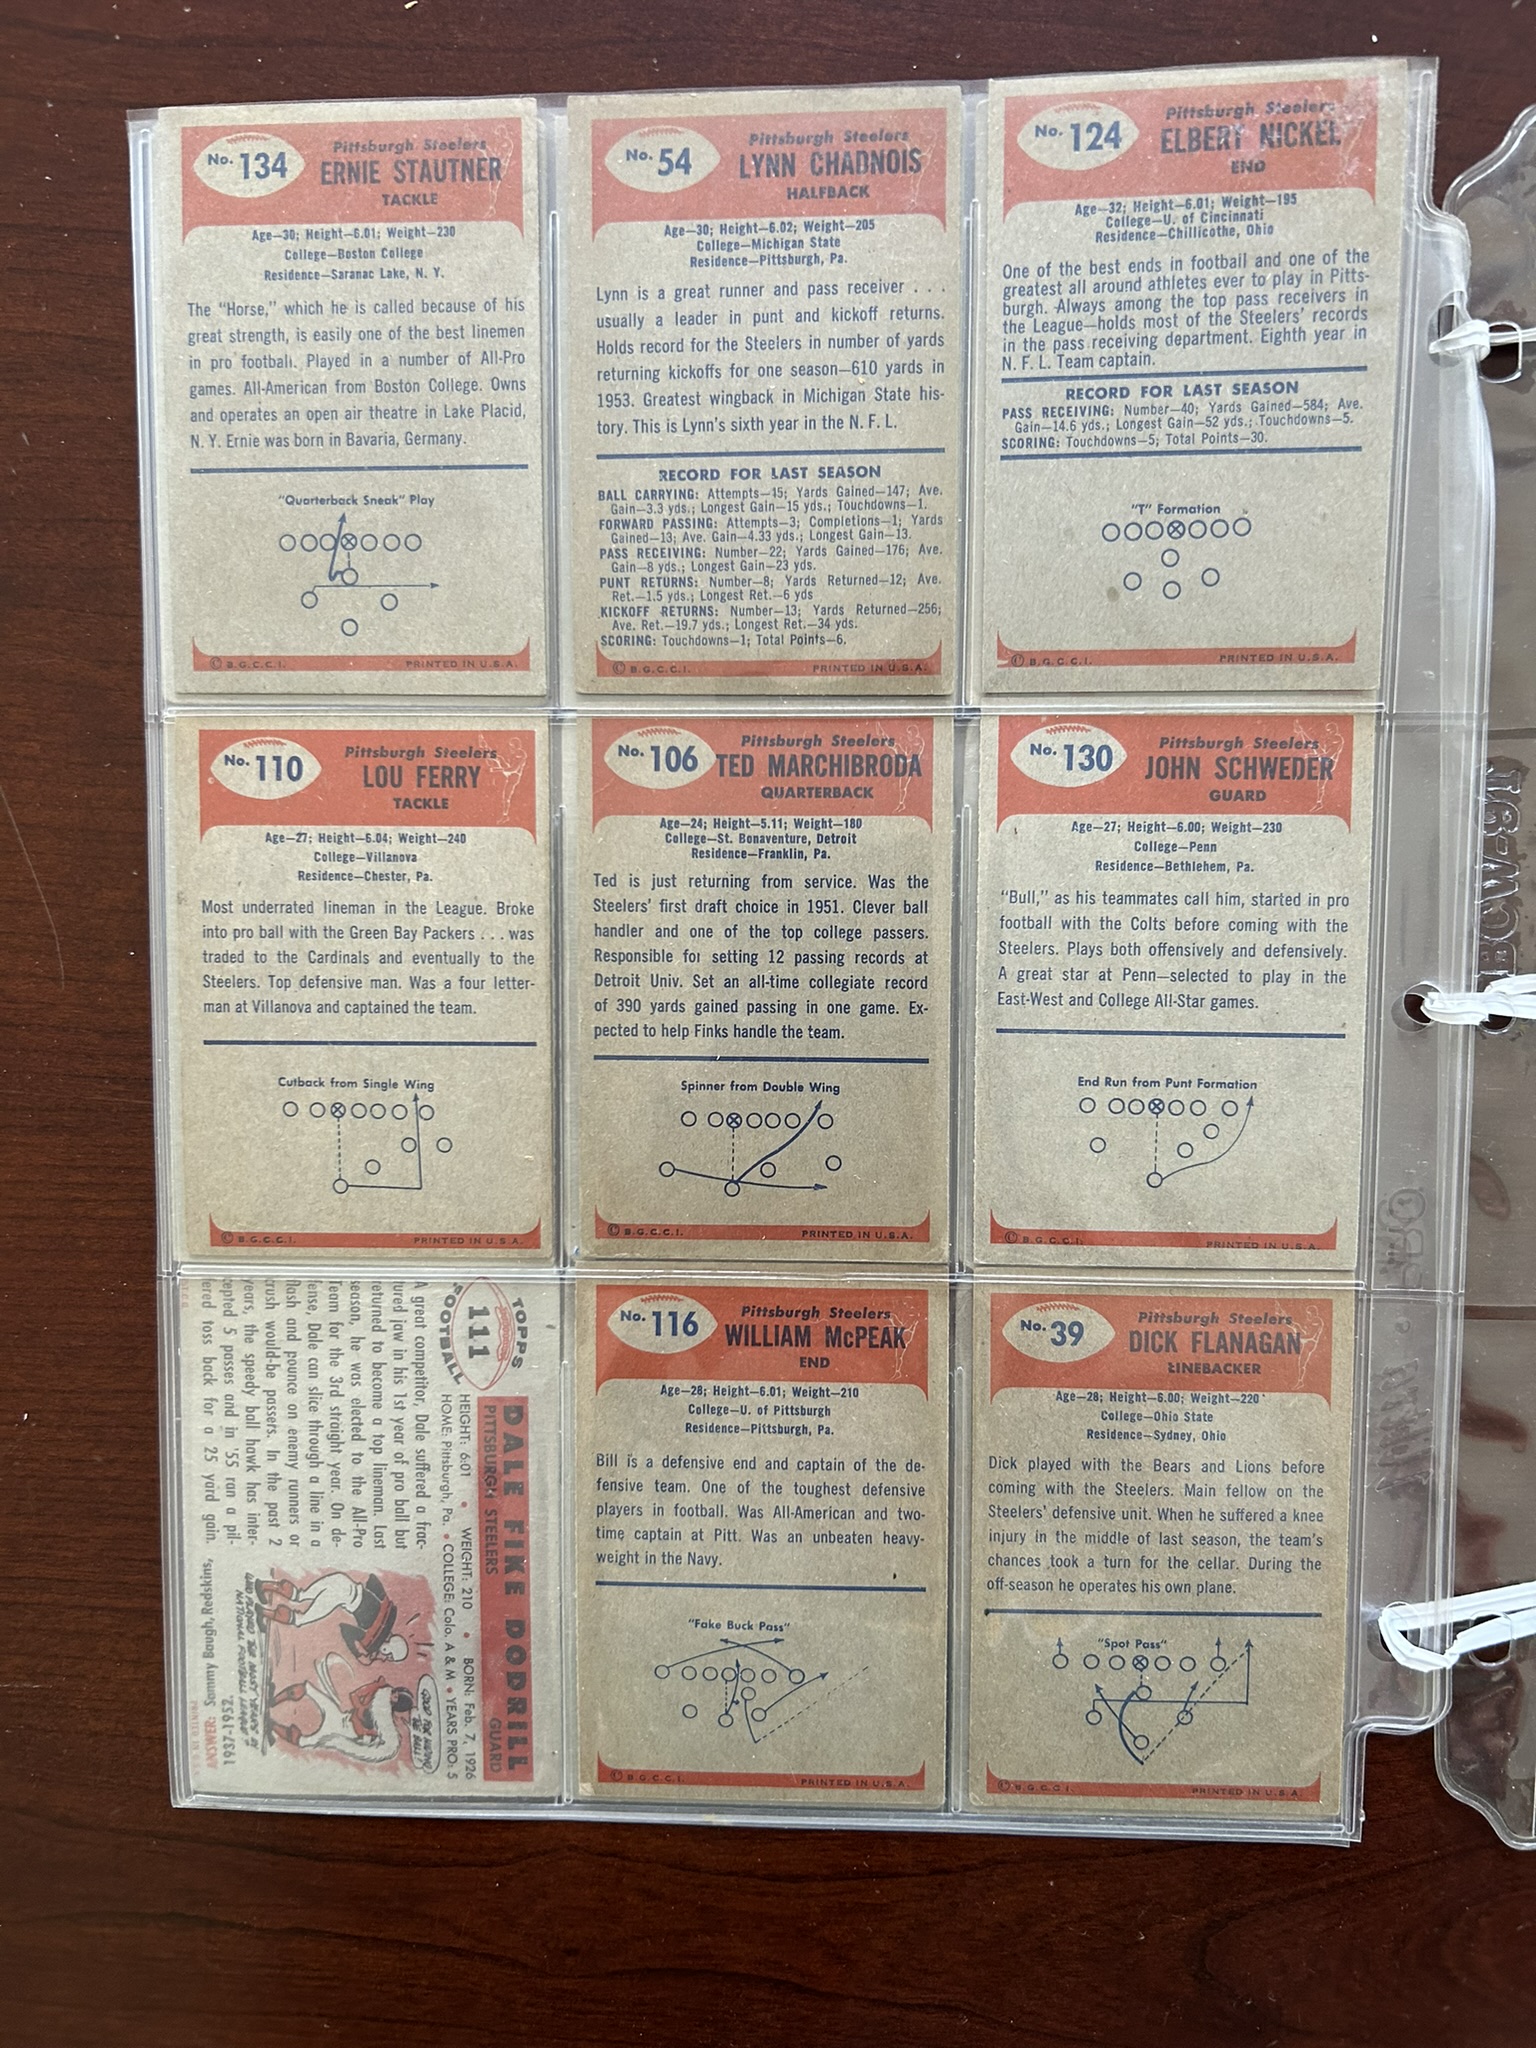 No. 134
Pittsburgh Steelers
ERNIE STAUTNER
TACKLE
Age—30; Height—6.01; Weight—230
College—Boston College
Residence—Saranac Lake, N. Y.
The "Horse," which he is called because of his
great strength, is easily one of the best linemen
in pro football. Played in a number of All-Pro
games. All-American from Boston College. Owns
and operates an open air theatre in Lake Placid,
N. Y. Ernie was born in Bavaria, Germany.
"Quarterback Sneak" Play
© B.G.C.C.I. PRINTED IN U.S.A.
No. 54
Pittsburgh Steelers
LYNN CHADNOIS
HALFBACK
Age—30; Height—6.02; Weight—205
College—Michigan State
Residence—Pittsburgh, Pa.
Lynn is a great runner and pass receiver . . .
usually a leader in punt and kickoff returns.
Holds record for the Steelers in number of yards
returning kickoffs for one season—610 yards in
1953. Greatest wingback in Michigan State his-
tory. This is Lynn's sixth year in the N. F. L.
RECORD FOR LAST SEASON
BALL CARRYING: Attempts—15; Yards Gained—147; Ave.
Gain—3.3 yds.; Longest Gain—15 yds.; Touchdowns—1.
FORWARD PASSING: Attempts—3; Completions—1; Yards
Gained—13; Ave. Gain—4.33 yds.; Longest Gain—13.
PASS RECEIVING: Number—22; Yards Gained—176; Ave.
Gain—8 yds.; Longest Gain—23 yds.
PUNT RETURNS: Number—8; Yards Returned—12; Ave.
Ret.—1.5 yds.; Longest Ret.—6 yds
KICKOFF RETURNS: Number—13; Yards Returned—256;
Ave. Ret.—19.7 yds.; Longest Ret.—34 yds.
SCORING: Touchdowns—1; Total Points—6.
© B.G.C.C.I. PRINTED IN U.S.A.
No. 124
Pittsburgh Steelers
ELBERT NICKEL
END
Age—32; Height—6.01; Weight—195
College—U. of Cincinnati
Residence—Chillicothe, Ohio
One of the best ends in football and one of the
greatest all around athletes ever to play in Pitts-
burgh. Always among the top pass receivers in
the League—holds most of the Steelers' records
in the pass receiving department. Eighth year in
N. F. L. Team captain.
RECORD FOR LAST SEASON
PASS RECEIVING: Number—40; Yards Gained—584; Ave.
Gain—14.6 yds.; Longest Gain—52 yds.; Touchdowns—5.
SCORING: Touchdowns—5; Total Points—30.
"T" Formation
© B.G.C.C.I. PRINTED IN U.S.A.
No. 110
Pittsburgh Steelers
LOU FERRY
TACKLE
Age—27; Height—6.04; Weight—240
College—Villanova
Residence—Chester, Pa.
Most underrated lineman in the League. Broke
into pro ball with the Green Bay Packers . . . was
traded to the Cardinals and eventually to the
Steelers. Top defensive man. Was a four letter-
man at Villanova and captained the team.
Cutback from Single Wing
© B.G.C.C.I. PRINTED IN U.S.A.
No. 106
Pittsburgh Steelers
TED MARCHIBRODA
QUARTERBACK
Age—24; Height—5.11; Weight—180
College—St. Bonaventure, Detroit
Residence—Franklin, Pa.
Ted is just returning from service. Was the
Steelers' first draft choice in 1951. Clever ball
handler and one of the top college passers.
Responsible for setting 12 passing records at
Detroit Univ. Set an all-time collegiate record
of 390 yards gained passing in one game. Ex-
pected to help Finks handle the team.
Spinner from Double Wing
© B.G.C.C.I. PRINTED IN U.S.A.
No. 130
Pittsburgh Steelers
JOHN SCHWEDER
GUARD
Age—27; Height—6.00; Weight—230
College—Penn
Residence—Bethlehem, Pa.
"Bull," as his teammates call him, started in pro
football with the Colts before coming with the
Steelers. Plays both offensively and defensively.
A great star at Penn—selected to play in the
East-West and College All-Star games.
End Run from Punt Formation
© B.G.C.C.I. PRINTED IN U.S.A.
TOPPS
111
FOOTBALL
DALE FIKE DODRILL
PITTSBURGH STEELERS GUARD
HEIGHT: 6:01 • WEIGHT: 210 BORN: Feb. 7, 1926
HOME: Pittsburgh, Pa. • COLLEGE: Colo. A & M • YEARS PRO: 5
A great competitor, Dale suffered a frac-
tured jaw in his 1st year of pro ball but
returned to become a top lineman. Last
season, he was elected to the All-Pro
Team for the 3rd straight year. On de-
fense, Dale can slice through a line in a
flash and pounce on enemy runners or
crush would-be passers. In the past 2
years, the speedy ball hawk has inter-
cepted 5 passes and in '55 ran a pil-
fered toss back for a 25 yard gain.
WHO PLAYED THE MOST YEARS IN
NATIONAL FOOTBALL LEAGUE?
ANSWER:
Sammy Baugh, Redskins',
1937-1952.
No. 116
Pittsburgh Steelers
WILLIAM McPEAK
END
Age—28; Height—6.01; Weight—210
College—U. of Pittsburgh
Residence—Pittsburgh, Pa.
Bill is a defensive end and captain of the de-
fensive team. One of the toughest defensive
players in football. Was All-American and two-
time captain at Pitt. Was an unbeaten heavy-
weight in the Navy.
"Fake Buck Pass"
© B.G.C.C.I. PRINTED IN U.S.A.
No. 39
Pittsburgh Steelers
DICK FLANAGAN
LINEBACKER
Age—28; Height—6.00; Weight—220
College—Ohio State
Residence—Sydney, Ohio
Dick played with the Bears and Lions before
coming with the Steelers. Main fellow on the
Steelers' defensive unit. When he suffered a knee
injury in the middle of last season, the team's
chances took a turn for the cellar. During the
off-season he operates his own plane.
"Spot Pass"
© B.G.C.C.I. PRINTED IN U.S.A.